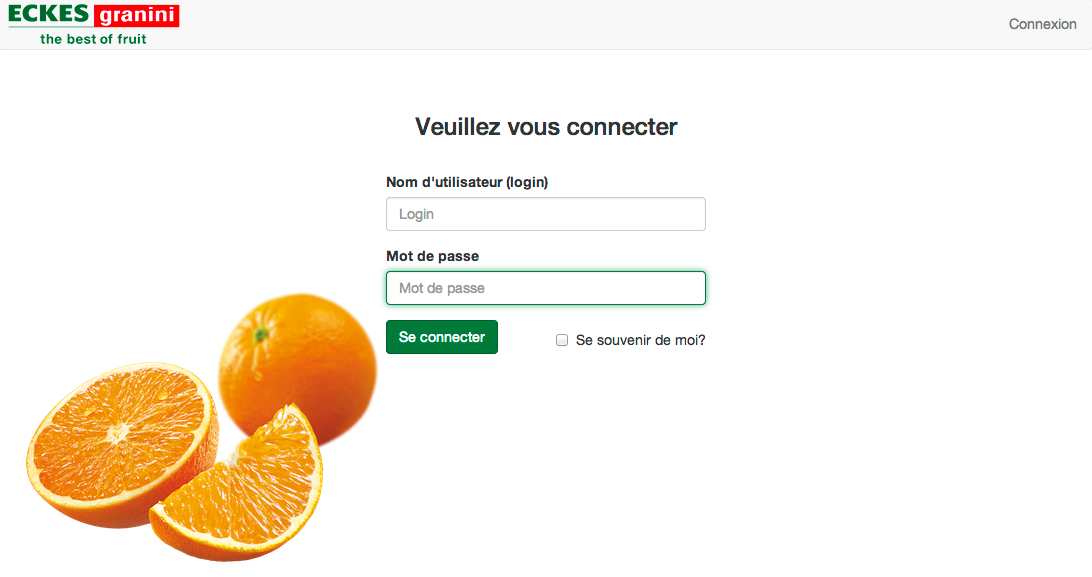 ECKES granini
the best of fruit
Connexion
Veuillez vous connecter
Nom d'utilisateur (login)
Login
Mot de passe
Mot de passe
Se connecter
Se souvenir de moi?